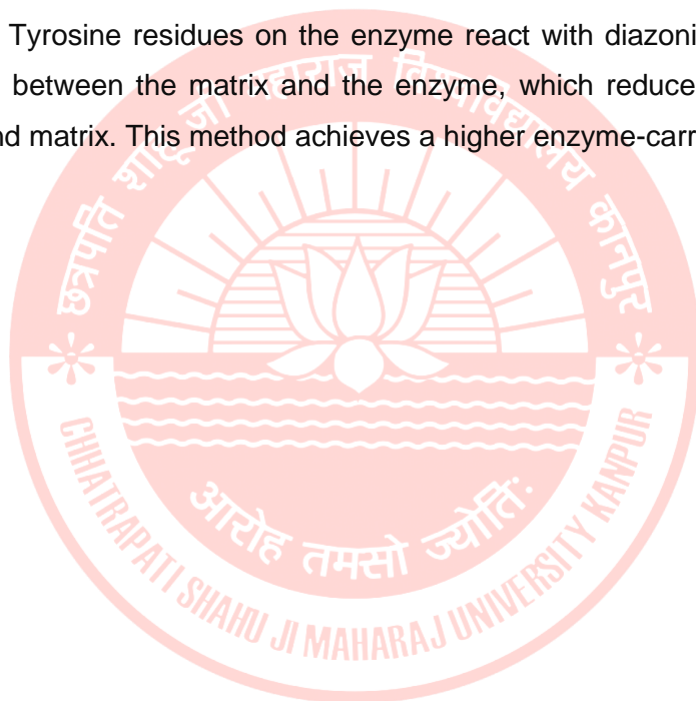 Tyrosine residues on the enzyme react with diazoni
between the matrix and the enzyme, which reduce
nd matrix. This method achieves a higher enzyme-carr
छत्रपति शाहू जी महाराज विश्वविद्यालय कानपुर
आरोह तमसो ज्योतिः
CHHATRAPATI SHAHU JI MAHARAJ UNIVERSITY KANPUR